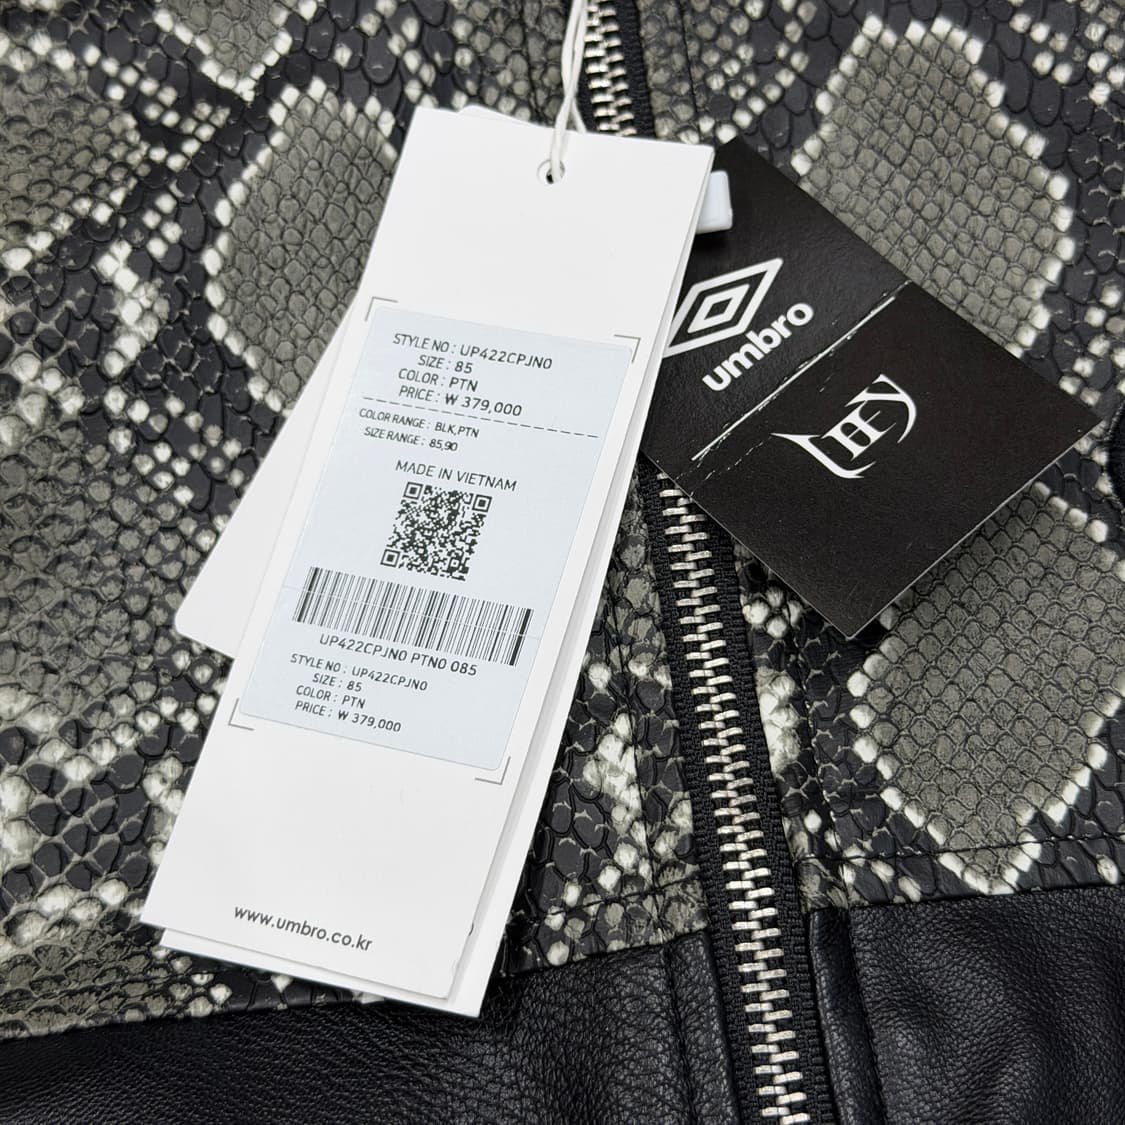 STYLE NO : UP422CPJN0
SIZE : 85
COLOR : PTN
PRICE : ₩ 379,000
COLOR RANGE : BLK,PTN
SIZE RANGE : 85,90
MADE IN VIETNAM
UP422CPJN0 PTN0 085
STYLE NO : UP422CPJN0
SIZE : 85
COLOR : PTN
PRICE : ₩ 379,000
www.umbro.co.kr
umbro